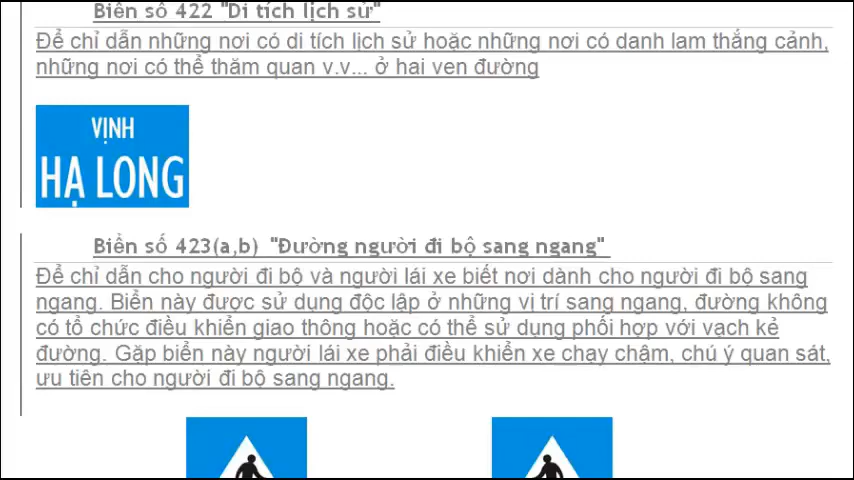 Biển số 422 "Di tích lịch sử"
Để chỉ dẫn những nơi có di tích lịch sử hoặc những nơi có danh lam thắng cảnh,
những nơi có thể thăm quan v.v... ở hai ven đường
VỊNH
HẠ LONG
Biển số 423(a,b) "Đường người đi bộ sang ngang"
Để chỉ dẫn cho người đi bộ và người lái xe biết nơi dành cho người đi bộ sang
ngang. Biển này được sử dụng độc lập ở những vị trí sang ngang, đường không
có tổ chức điều khiển giao thông hoặc có thể sử dụng phối hợp với vạch kẻ
đường. Gặp biển này người lái xe phải điều khiển xe chạy chậm, chú ý quan sát,
ưu tiên cho người đi bộ sang ngang.